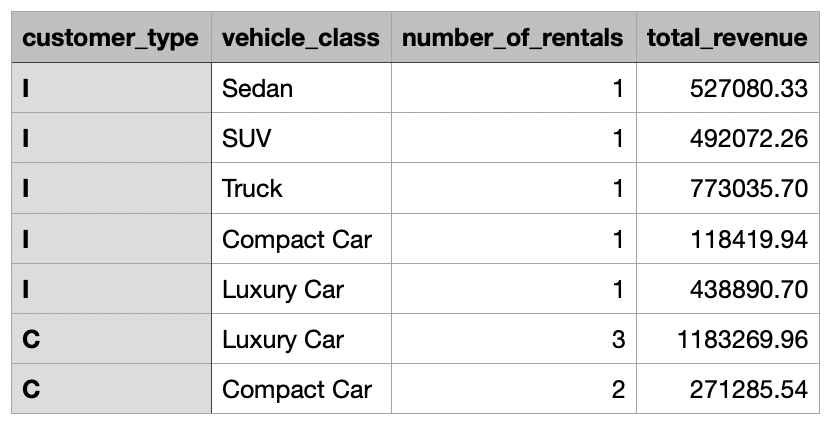 customer_type vehicle_class number_of_rentals total_revenue
I Sedan 1 527080.33
I SUV 1 492072.26
I Truck 1 773035.70
I Compact Car 1 118419.94
I Luxury Car 1 438890.70
C Luxury Car 3 1183269.96
C Compact Car 2 271285.54